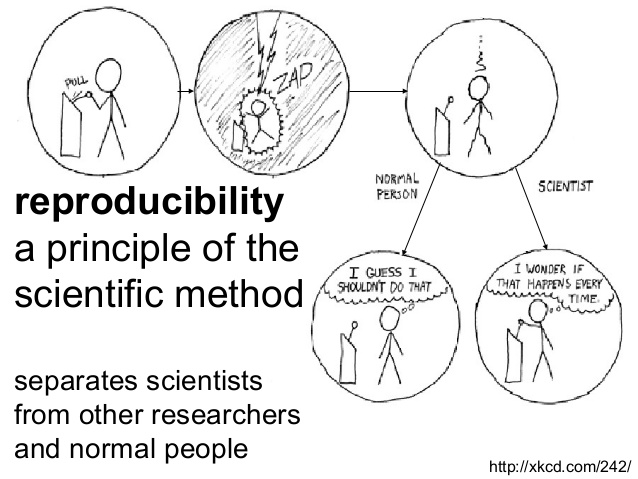 PULL
ZAP
NORMAL
PERSON
SCIENTIST
reproducibility
a principle of the
scientific method
I GUESS I
SHOULDN'T DO THAT
I WONDER IF
THAT HAPPENS EVERY
TIME.
separates scientists
from other researchers
and normal people
http://xkcd.com/242/